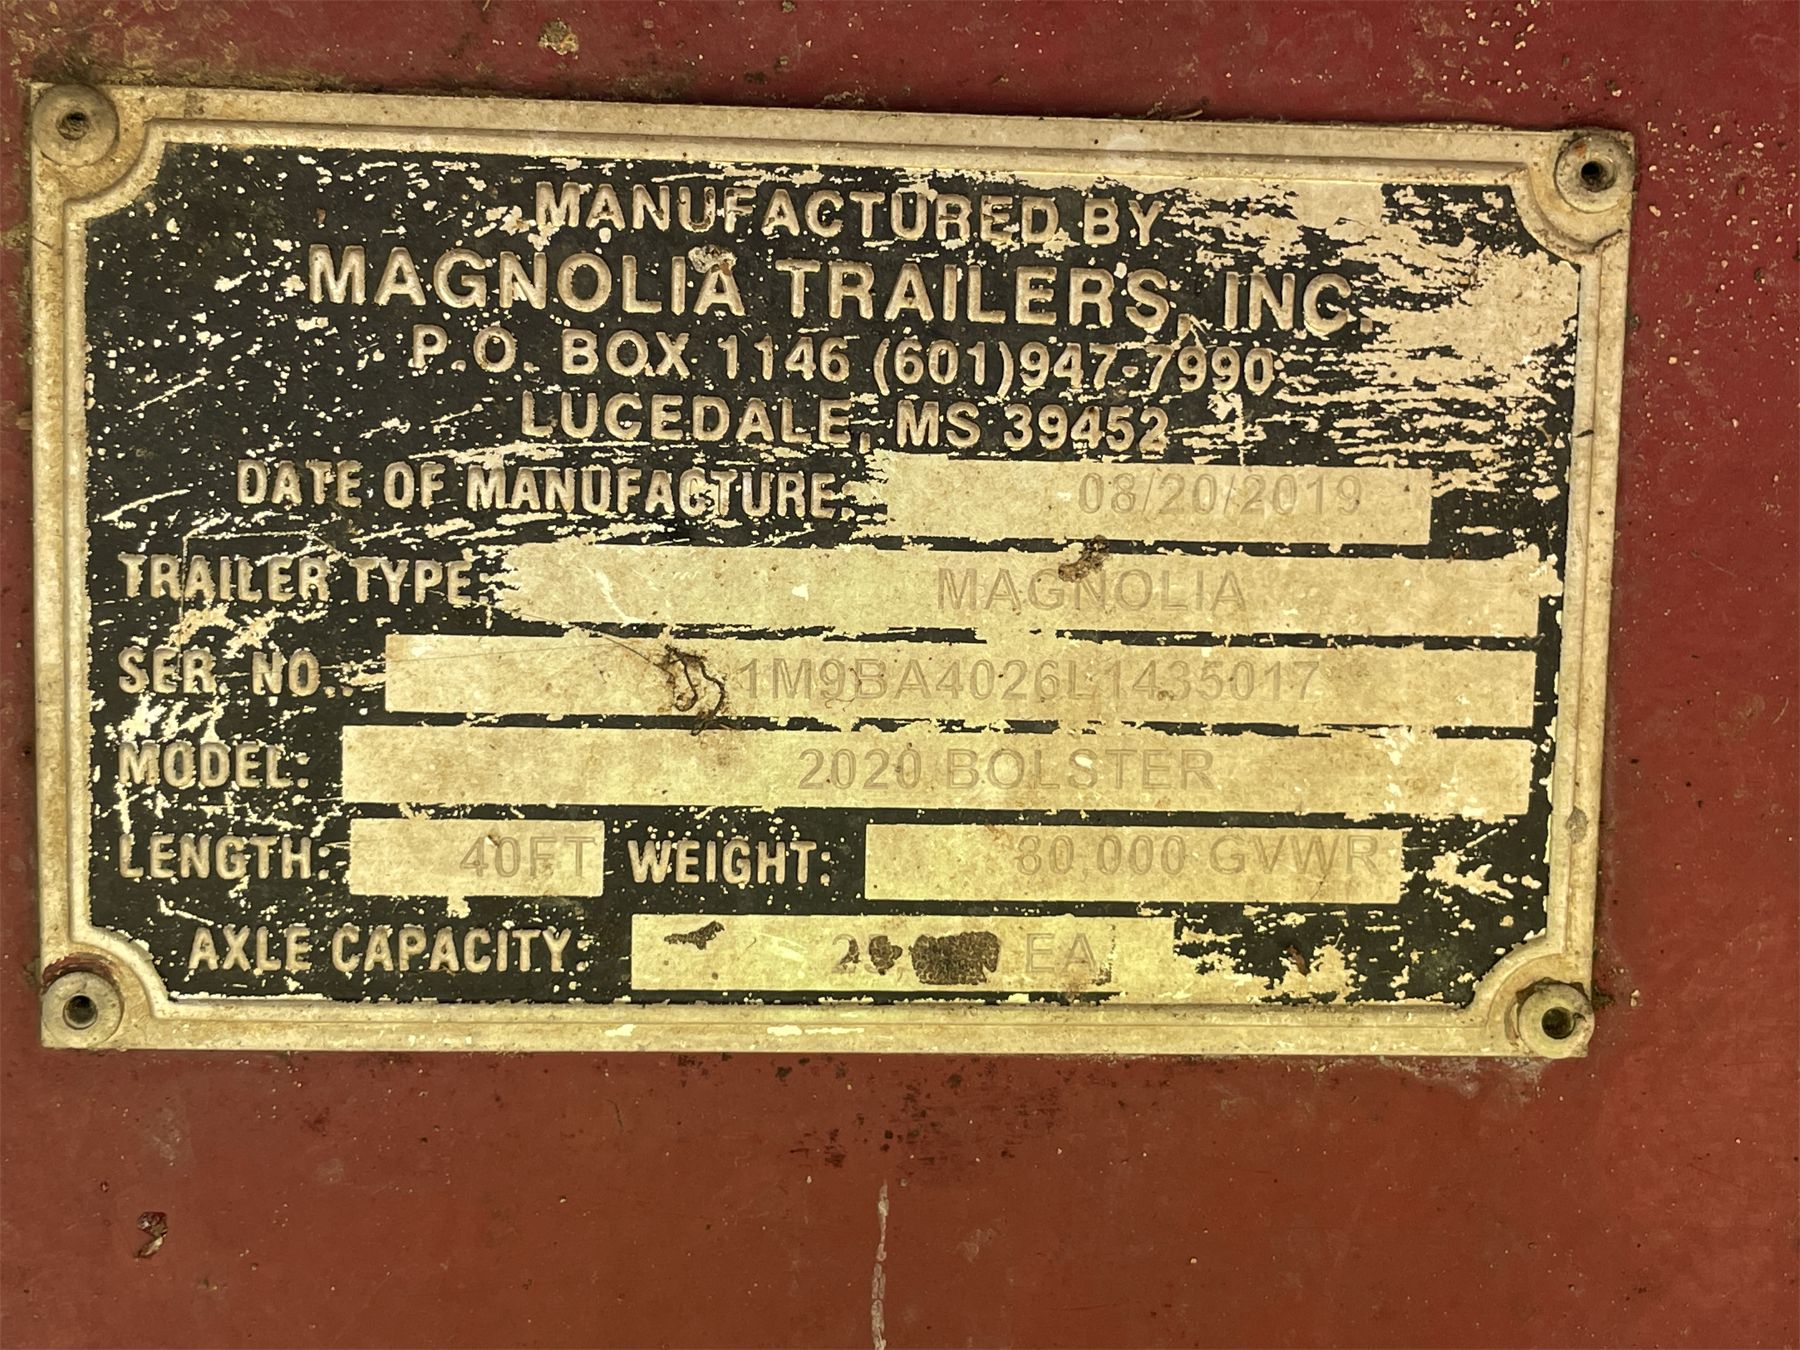 MANUFACTURED BY
MAGNOLIA TRAILERS, INC.
P.O. BOX 1146 (601)947-7990
LUCEDALE, MS 39452
DATE OF MANUFACTURE: 08/20/2019
TRAILER TYPE: MAGNOLIA
SER. NO.: 1M9BA4026L1435017
MODEL: 2020 BOLSTER
LENGTH: 40FT WEIGHT: 80 000 GVWR
AXLE CAPACITY: EA